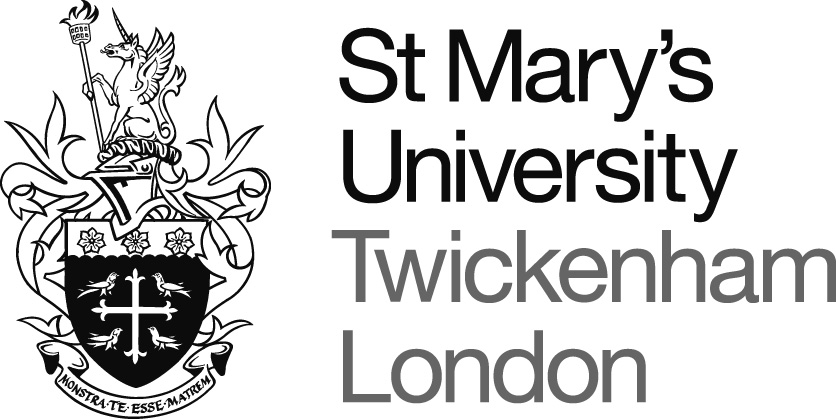 St Mary’s
University
Twickenham
London
MONSTRA·TE·ESSE·MATREM